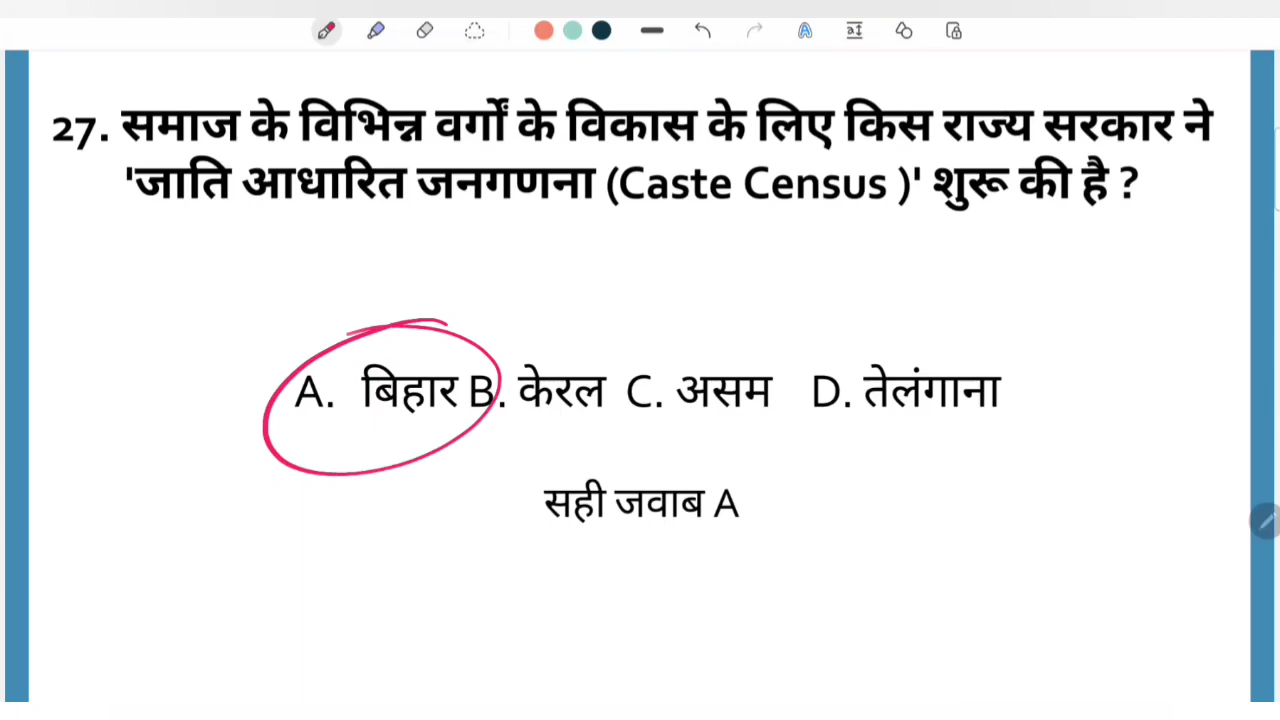 27. समाज के विभिन्न वर्गों के विकास के लिए किस राज्य सरकार ने
'जाति आधारित जनगणना (Caste Census )' शुरू की है ?
A. बिहार B. केरल C. असम D. तेलंगाना
सही जवाब A